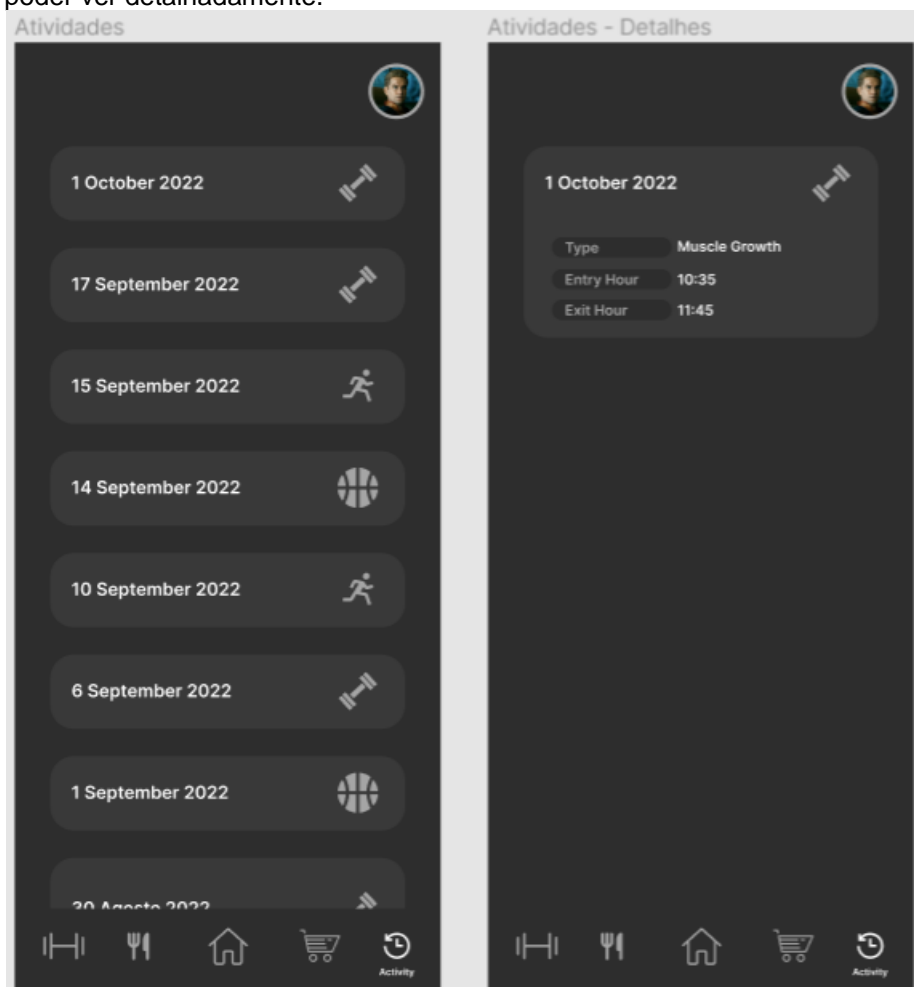 poder ver detalhadamente.
Atividades
1 October 2022
17 September 2022
15 September 2022
14 September 2022
10 September 2022
6 September 2022
1 September 2022
30 Agosto 2022
Activity
Atividades - Detalhes
1 October 2022
Type Muscle Growth
Entry Hour 10:35
Exit Hour 11:45
Activity